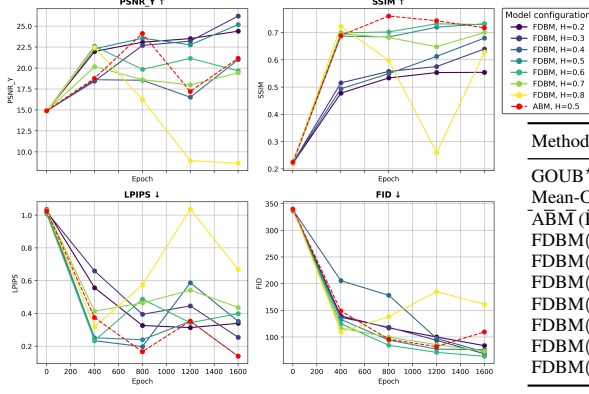 PSNR_Y ↑
SSIM ↑
25.0
22.5
20.0
17.5
15.0
12.5
10.0
PSNR_Y
Epoch
0.7
0.6
0.5
0.4
0.3
0.2
SSIM
Epoch
Model configuration
FDBM, H=0.2
FDBM, H=0.3
FDBM, H=0.4
FDBM, H=0.5
FDBM, H=0.6
FDBM, H=0.7
FDBM, H=0.8
ABM, H=0.5
LPIPS ↓
FID ↓
1.0
0.8
0.6
0.4
0.2
LPIPS
0 200 400 600 800 1000 1200 1400 1600
Epoch
350
300
250
200
150
100
FID
0 200 400 600 800 1000 1200 1400 1600
Epoch
Method
GOUB*
Mean-
ABM (
FDBM(
FDBM(
FDBM(
FDBM(
FDBM(
FDBM(
FDBM(